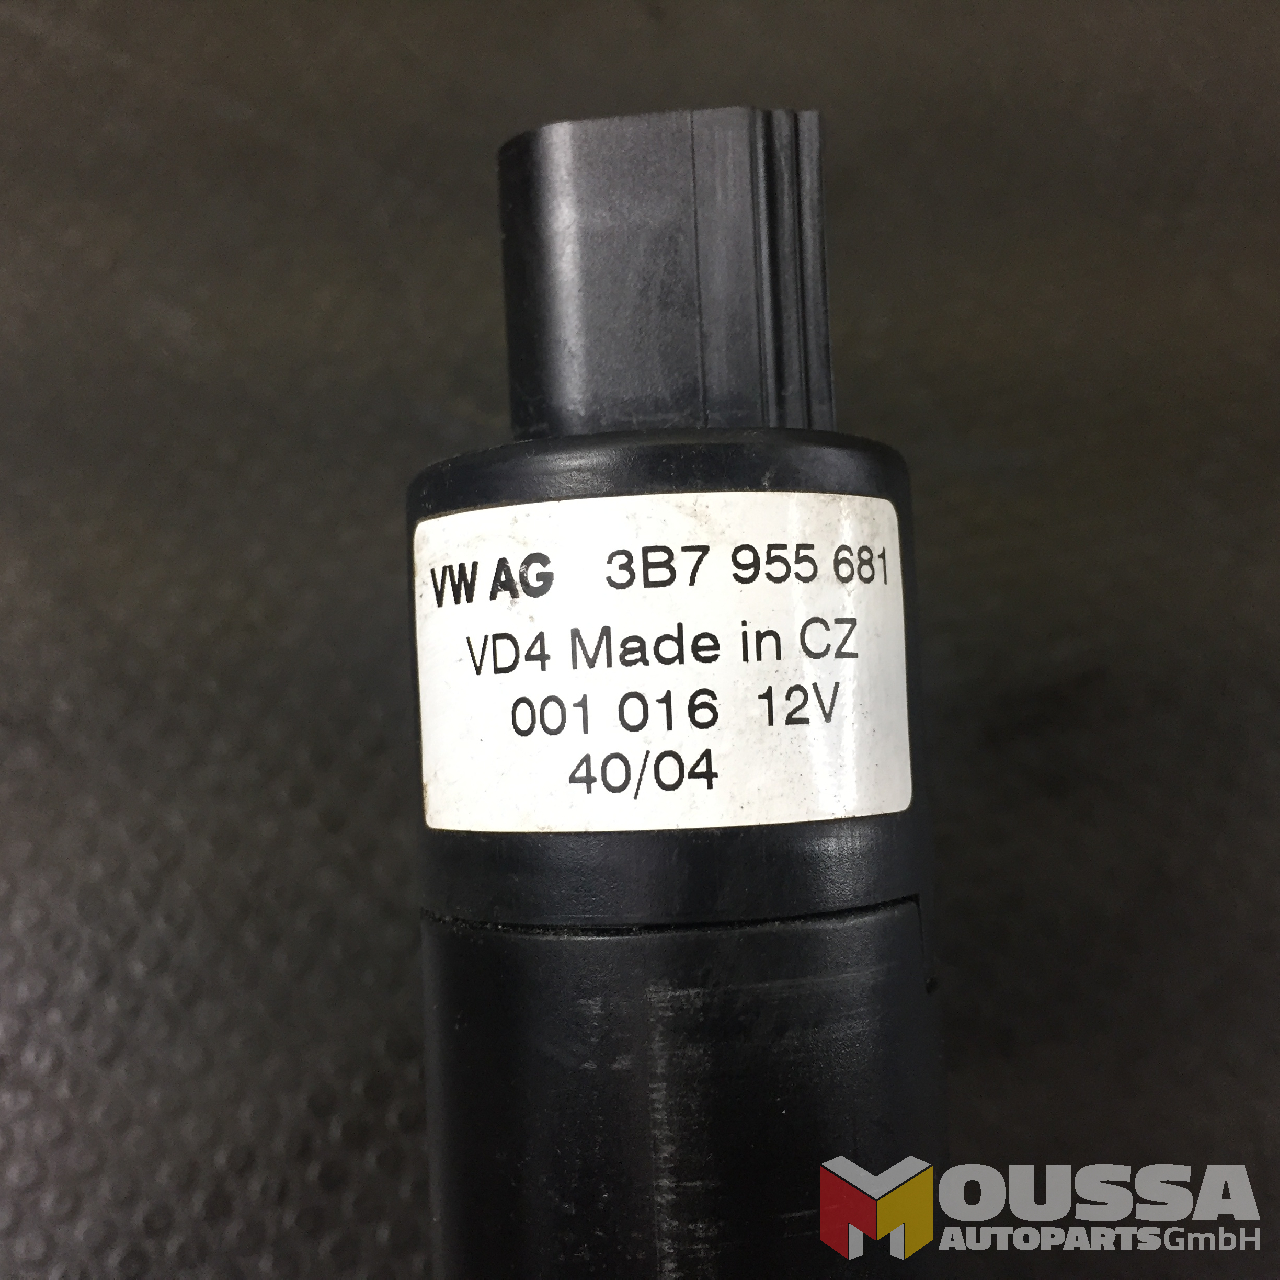 VW AG 3B7 955 681
VD4 Made in CZ
001 016 12V
40/04
MOUSSA
AUTOPARTS GmbH